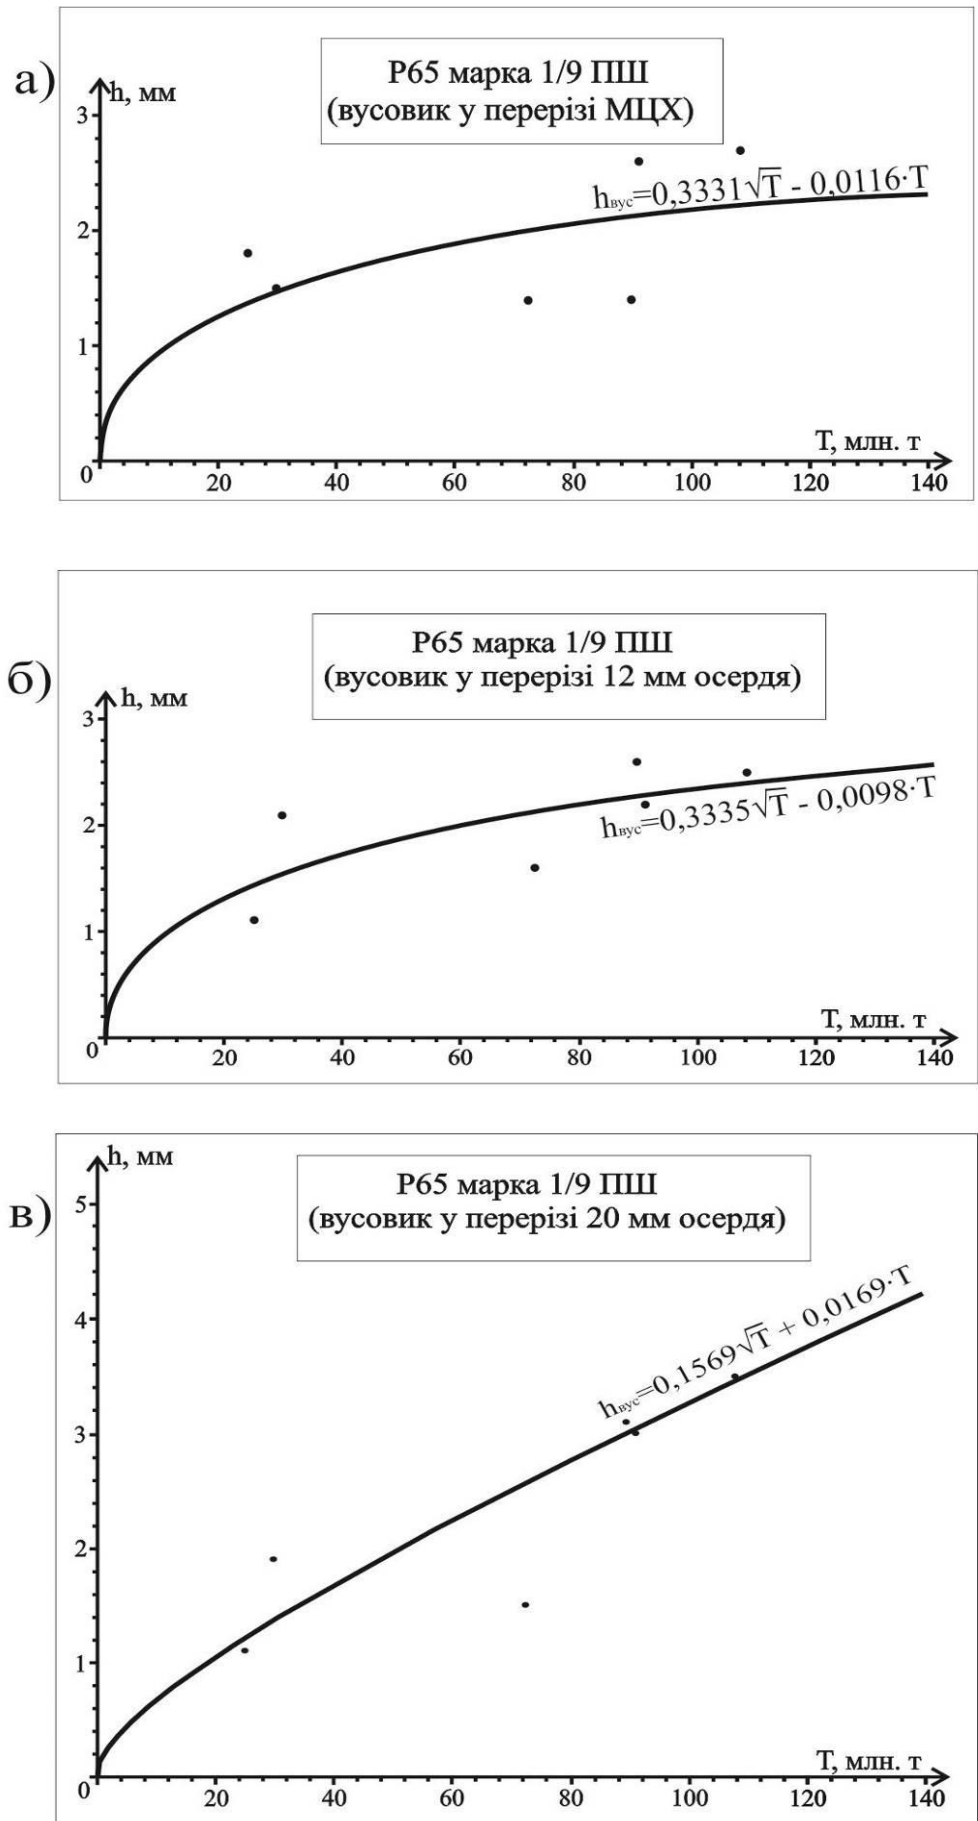 а)
h, мм
Р65 марка 1/9 ПШ
(вусовик у перерізі МЦХ)
hвус=0,3331√T - 0,0116·T
3
2
1
0
T, млн. т
20 40 60 80 100 120 140
б)
h, мм
Р65 марка 1/9 ПШ
(вусовик у перерізі 12 мм осердя)
3
2
1
0
hвус=0,3335√T - 0,0098·T
T, млн. т
20 40 60 80 100 120 140
в)
h, мм
Р65 марка 1/9 ПШ
(вусовик у перерізі 20 мм осердя)
5
4
3
2
1
0
hвус=0,1569√T + 0,0169·T
T, млн. т
20 40 60 80 100 120 140